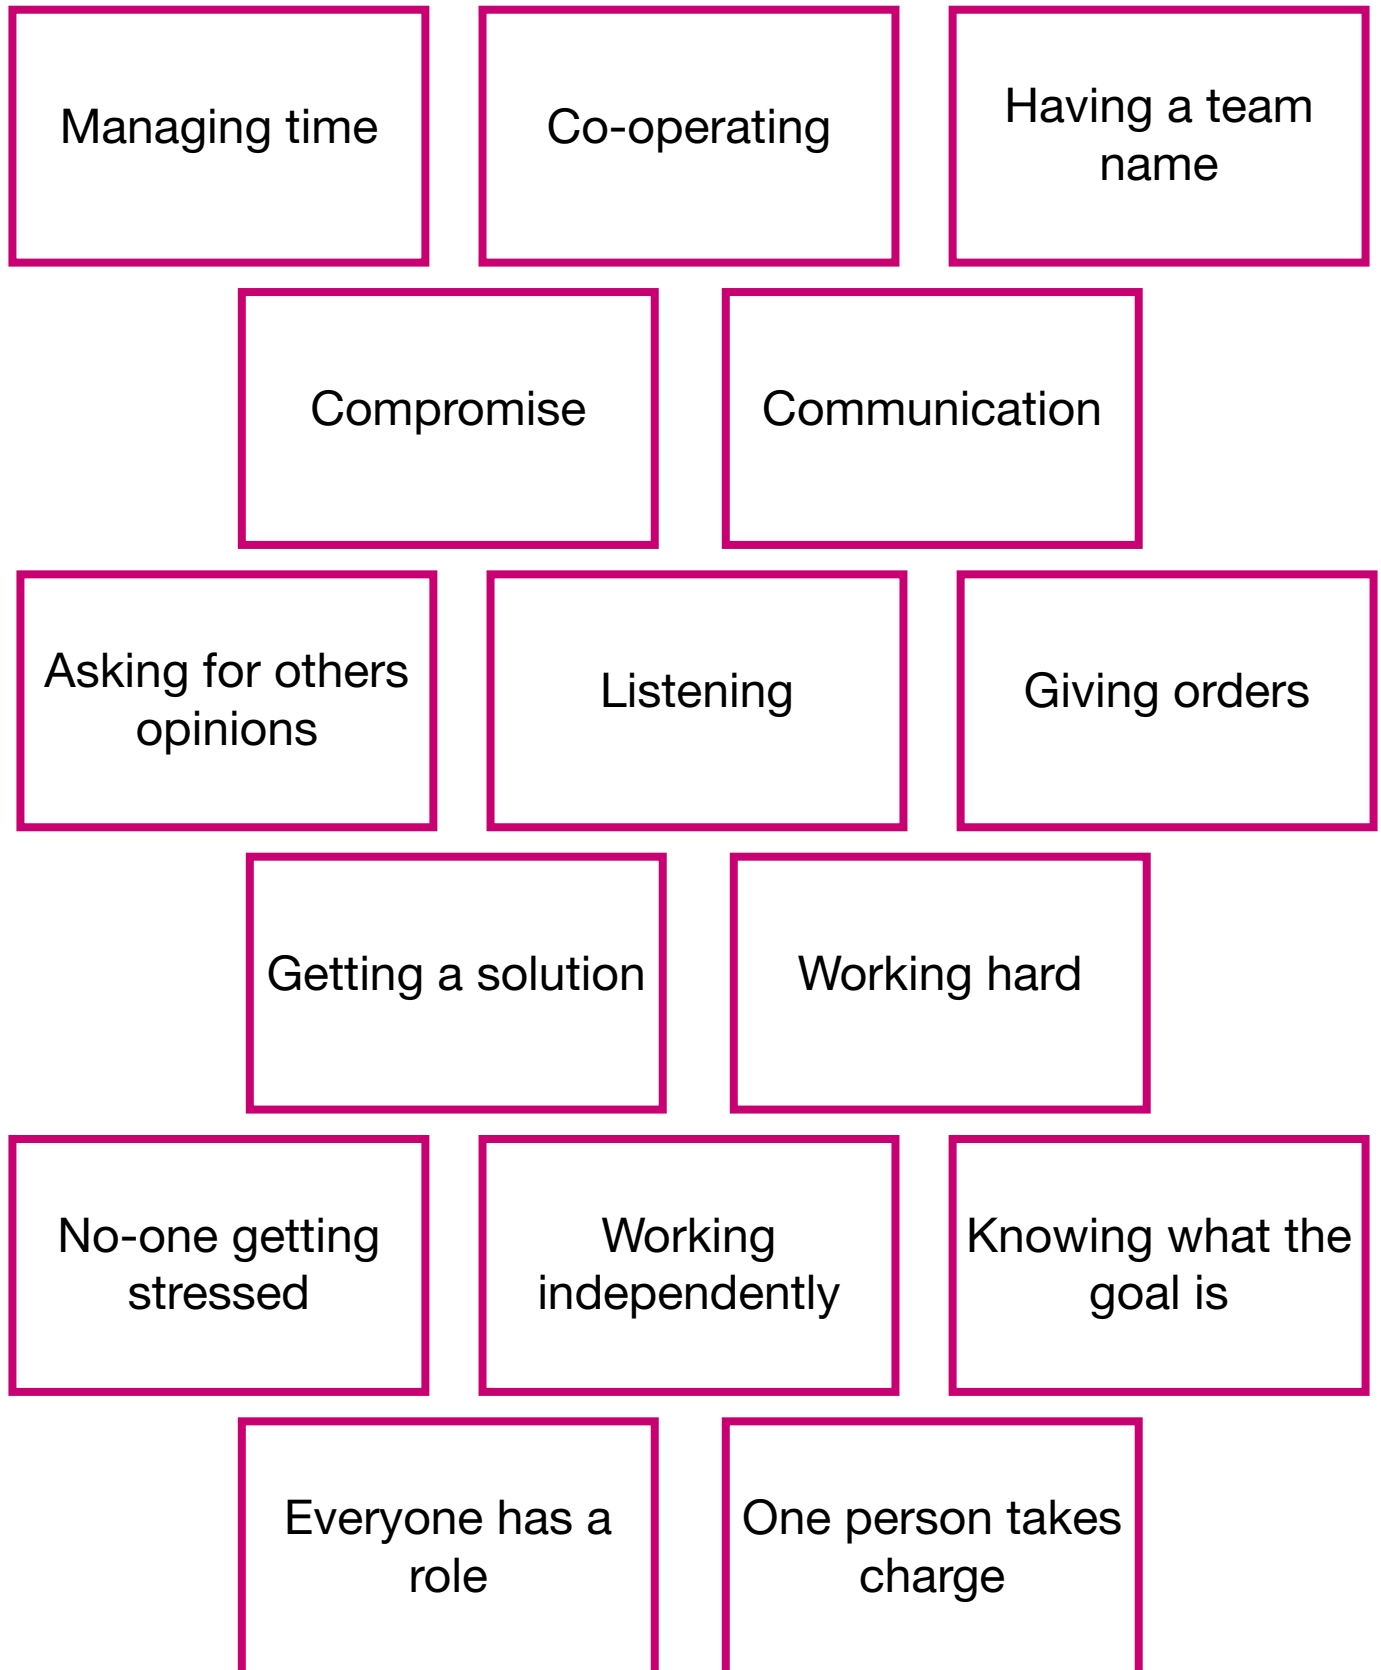 Managing time
Co-operating
Having a team
name
Compromise
Communication
Asking for others
opinions
Listening
Giving orders
Getting a solution
Working hard
No-one getting
stressed
Working
independently
Knowing what the
goal is
Everyone has a
role
One person takes
charge